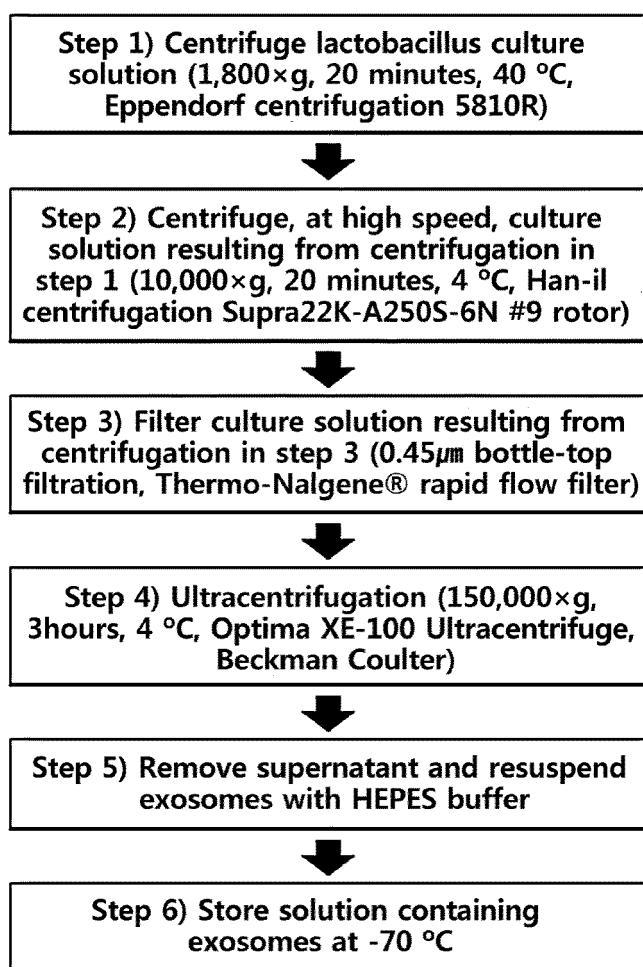 Step 1) Centrifuge lactobacillus culture
solution (1,800×g, 20 minutes, 40 ºC,
Eppendorf centrifugation 5810R)
Step 2) Centrifuge, at high speed, culture
solution resulting from centrifugation in
step 1 (10,000×g, 20 minutes, 4 ºC, Han-il
centrifugation Supra22K-A250S-6N #9 rotor)
Step 3) Filter culture solution resulting from
centrifugation in step 3 (0.45㎛ bottle-top
filtration, Thermo-Nalgene® rapid flow filter)
Step 4) Ultracentrifugation (150,000×g,
3hours, 4 ºC, Optima XE-100 Ultracentrifuge,
Beckman Coulter)
Step 5) Remove supernatant and resuspend
exosomes with HEPES buffer
Step 6) Store solution containing
exosomes at -70 ºC